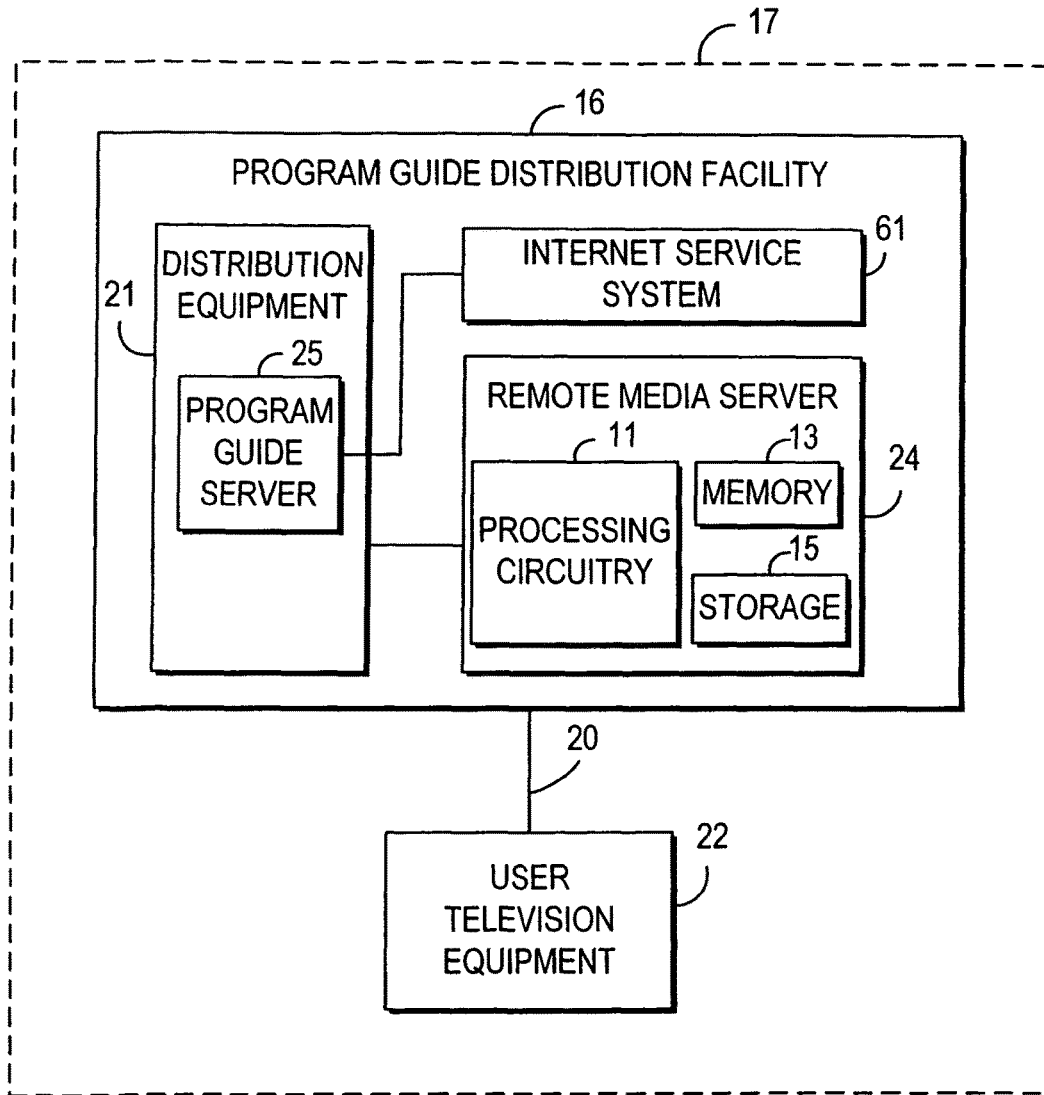 17
16
PROGRAM GUIDE DISTRIBUTION FACILITY
DISTRIBUTION
EQUIPMENT
21
25
PROGRAM
GUIDE
SERVER
INTERNET SERVICE
SYSTEM
61
REMOTE MEDIA SERVER
11
PROCESSING
CIRCUITRY
13
MEMORY
15
STORAGE
24
20
USER
TELEVISION
EQUIPMENT
22